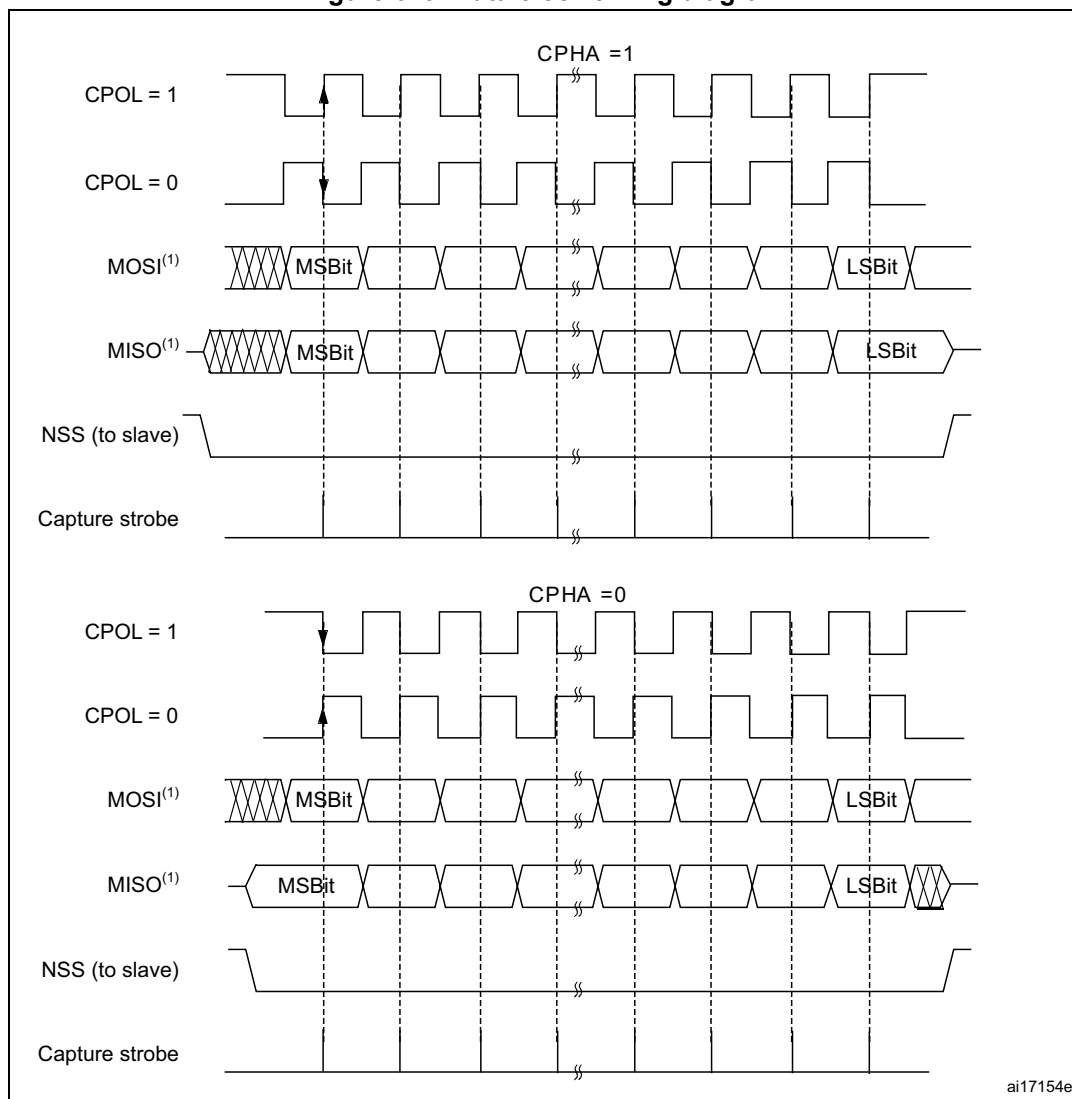 CPHA =1
CPOL = 1
CPOL = 0
MOSI(1)
MSBit
LSBit
MISO(1)
MSBit
LSBit
NSS (to slave)
Capture strobe
CPHA =0
CPOL = 1
CPOL = 0
MOSI(1)
MSBit
LSBit
MISO(1)
MSBit
LSBit
NSS (to slave)
Capture strobe
ai17154e